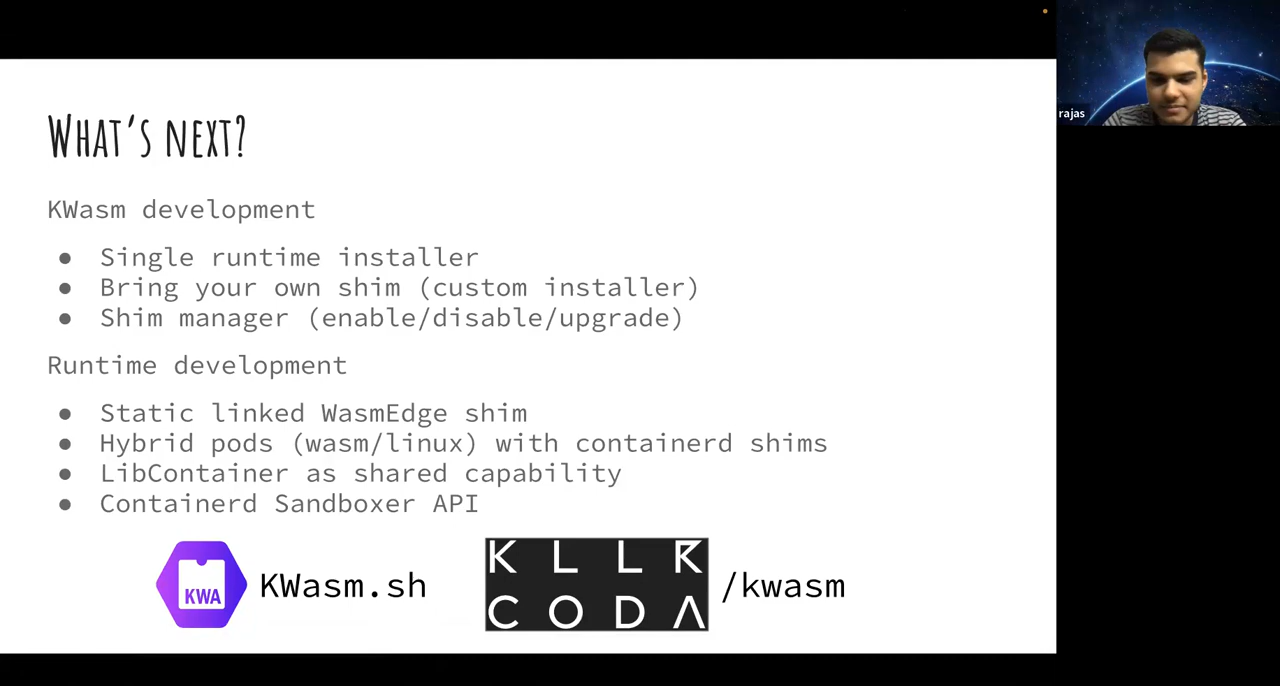 What's next?
KWasm development
● Single runtime installer
● Bring your own shim (custom installer)
● Shim manager (enable/disable/upgrade)
Runtime development
● Static linked WasmEdge shim
● Hybrid pods (wasm/linux) with containerd shims
● LibContainer as shared capability
● Containerd Sandboxer API
KWA
KWasm.sh
KLLR
CODA
/kwasm
rajas